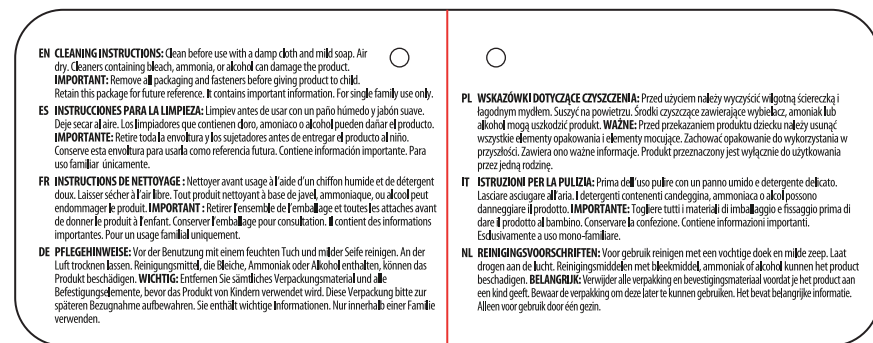 EN CLEANING INSTRUCTIONS: Clean before use with a damp cloth and mild soap. Air
dry. Cleaners containing bleach, ammonia, or alcohol can damage the product.
IMPORTANT: Remove all packaging and fasteners before giving product to child.
Retain this package for future reference. It contains important information. For single family use only.
ES INSTRUCCIONES PARA LA LIMPIEZA: Limpiev antes de usar con un paño húmedo y jabón suave.
Deje secar al aire. Los limpiadores que contienen cloro, amoniaco o alcohol pueden dañar el producto.
IMPORTANTE: Retire toda la envoltura y los sujetadores antes de entregar el producto al niño.
Conserve esta envoltura para usarla como referencia futura. Contiene información importante. Para
uso familiar únicamente.
FR INSTRUCTIONS DE NETTOYAGE : Nettoyer avant usage à l'aide d'un chiffon humide et de détergent
doux. Laisser sécher à l'air libre. Tout produit nettoyant à base de javel, ammoniaque, ou alcool peut
endommager le produit. IMPORTANT : Retirer l'ensemble de l'emballage et toutes les attaches avant
de donner le produit à l'enfant. Conserver l'emballage pour consultation. Il contient des informations
importantes. Pour un usage familial uniquement.
DE PFLEGEHINWEISE: Vor der Benutzung mit einem feuchten Tuch und milder Seife reinigen. An der
Luft trocknen lassen. Reinigungsmittel, die Bleiche, Ammoniak oder Alkohol enthalten, können das
Produkt beschädigen. WICHTIG: Entfernen Sie sämtliches Verpackungsmaterial und alle
Befestigungselemente, bevor das Produkt von Kindern verwendet wird. Diese Verpackung bitte zur
späteren Bezugnahme aufbewahren. Sie enthält wichtige Informationen. Nur innerhalb einer Familie
verwenden.
PL WSKAZÓWKI DOTYCZĄCE CZYSZCZENIA: Przed użyciem należy wyczyścić wilgotną ściereczką i
łagodnym mydłem. Suszyć na powietrzu. Środki czyszczące zawierające wybielacz, amoniak lub
alkohol mogą uszkodzić produkt. WAŻNE: Przed przekazaniem produktu dziecku należy usunąć
wszystkie elementy opakowania i elementy mocujące. Zachować opakowanie do wykorzystania w
przyszłości. Zawiera ono ważne informacje. Produkt przeznaczony jest wyłącznie do użytkowania
przez jedną rodzinę.
IT ISTRUZIONI PER LA PULIZIA: Prima dell'uso pulire con un panno umido e detergente delicato.
Lasciare asciugare all'aria. I detergenti contenenti candeggina, ammoniaca o alcol possono
danneggiare il prodotto. IMPORTANTE: Togliere tutti i materiali di imballaggio e fissaggio prima di
dare il prodotto al bambino. Conservare la confezione. Contiene informazioni importanti.
Esclusivamente a uso mono-familiare.
NL REINIGINGSVOORSCHRIFTEN: Voor gebruik reinigen met een vochtige doek en milde zeep. Laat
drogen aan de lucht. Reinigingsmiddelen met bleekmiddel, ammoniak of alcohol kunnen het product
beschadigen. BELANGRIJK: Verwijder alle verpakking en bevestigingsmateriaal voordat je het product aan
een kind geeft. Bewaar de verpakking om deze later te kunnen gebruiken. Het bevat belangrijke informatie.
Alleen voor gebruik door één gezin.